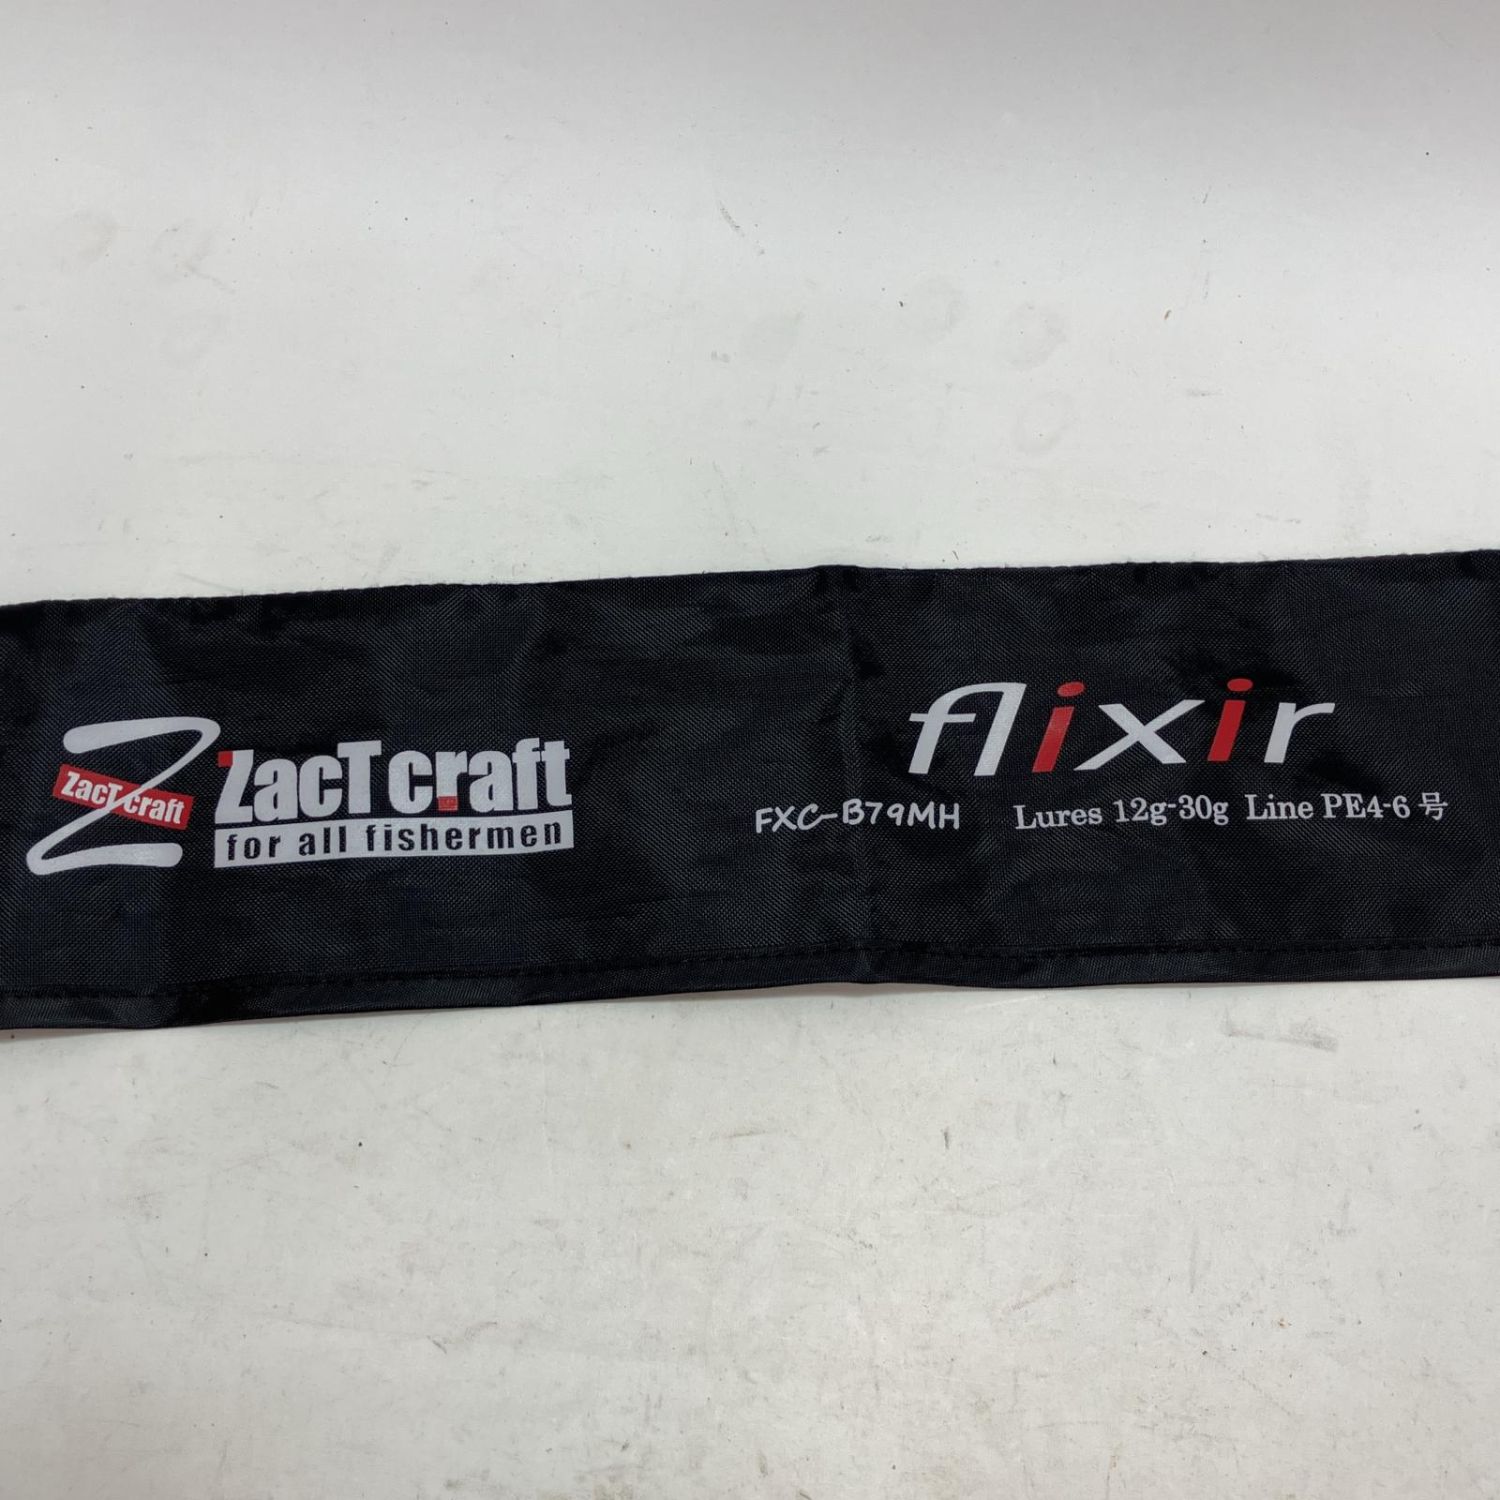 ZacT craft
ZacT craft
for all fishermen
flixir
FXC-B79MH Lures 12g-30g Line PE4-6号